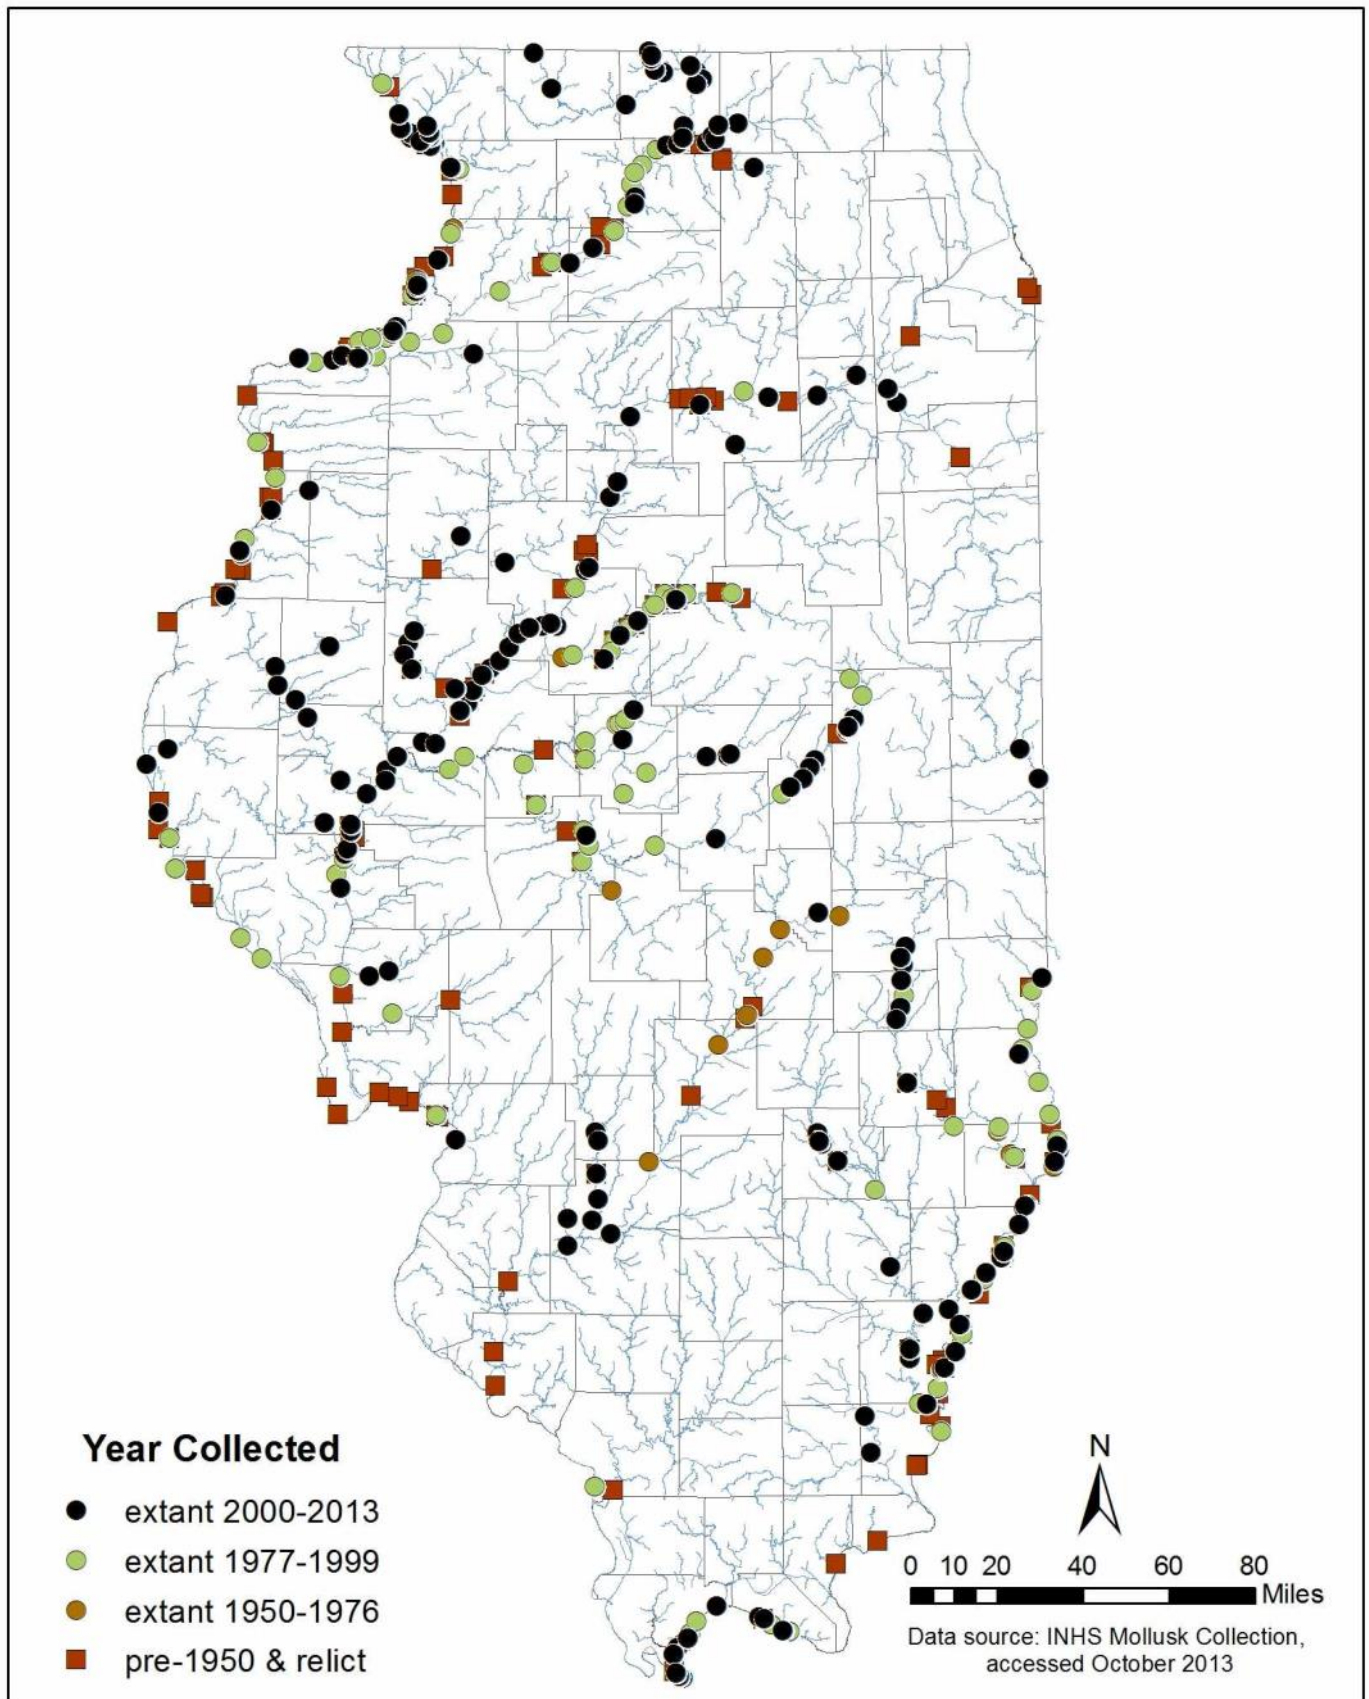 Year Collected
extant 2000-2013
extant 1977-1999
extant 1950-1976
pre-1950 & relict
N
0 10 20 40 60 80
Miles
Data source: INHS Mollusk Collection,
accessed October 2013